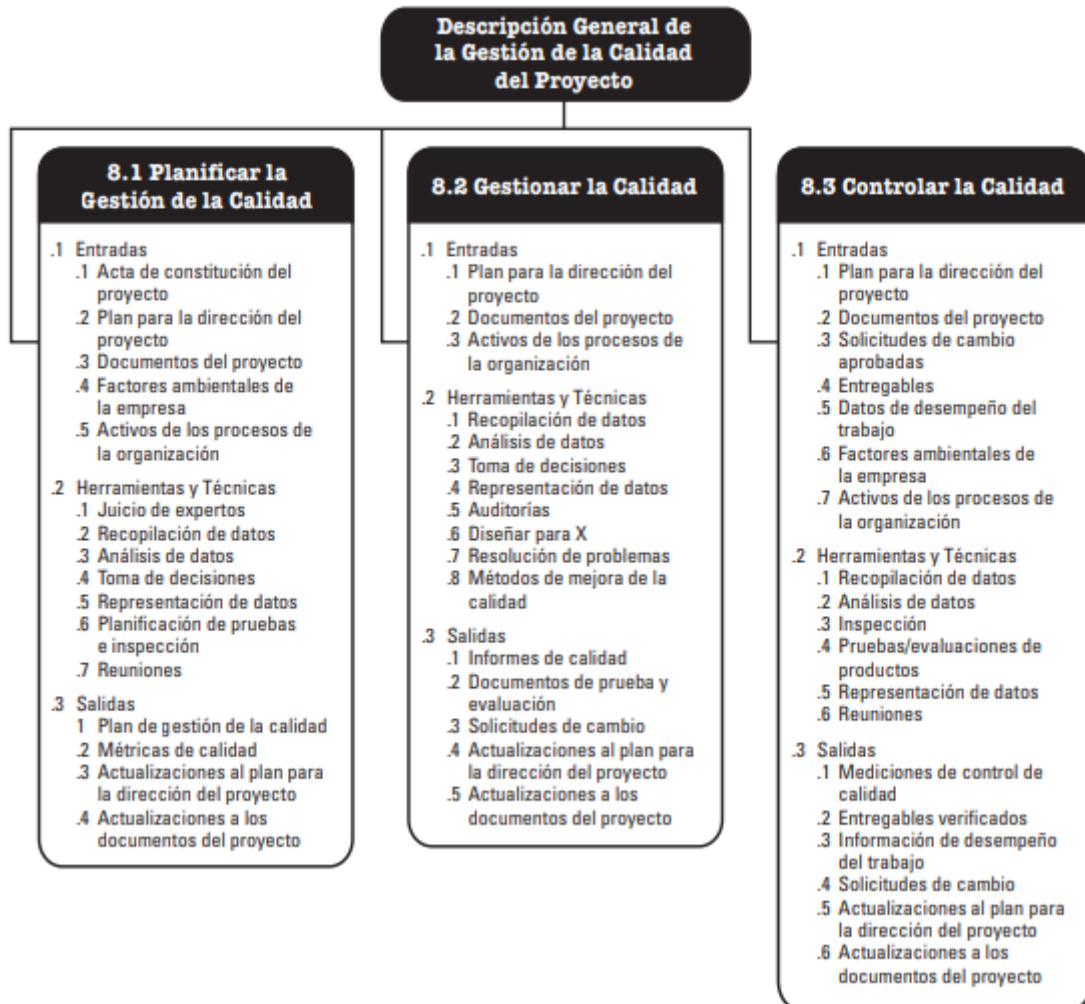 Descripción General de
la Gestión de la Calidad
del Proyecto
8.1 Planificar la
Gestión de la Calidad
.1 Entradas
.1 Acta de constitución del
proyecto
.2 Plan para la dirección del
proyecto
.3 Documentos del proyecto
.4 Factores ambientales de
la empresa
.5 Activos de los procesos de
la organización
.2 Herramientas y Técnicas
.1 Juicio de expertos
.2 Recopilación de datos
.3 Análisis de datos
.4 Toma de decisiones
.5 Representación de datos
.6 Planificación de pruebas
e inspección
.7 Reuniones
.3 Salidas
1 Plan de gestión de la calidad
.2 Métricas de calidad
.3 Actualizaciones al plan para
la dirección del proyecto
.4 Actualizaciones a los
documentos del proyecto
8.2 Gestionar la Calidad
.1 Entradas
.1 Plan para la dirección del
proyecto
.2 Documentos del proyecto
.3 Activos de los procesos de
la organización
.2 Herramientas y Técnicas
.1 Recopilación de datos
.2 Análisis de datos
.3 Toma de decisiones
.4 Representación de datos
.5 Auditorías
.6 Diseñar para X
.7 Resolución de problemas
.8 Métodos de mejora de la
calidad
.3 Salidas
.1 Informes de calidad
.2 Documentos de prueba y
evaluación
.3 Solicitudes de cambio
.4 Actualizaciones al plan para
la dirección del proyecto
.5 Actualizaciones a los
documentos del proyecto
8.3 Controlar la Calidad
.1 Entradas
.1 Plan para la dirección del
proyecto
.2 Documentos del proyecto
.3 Solicitudes de cambio
aprobadas
.4 Entregables
.5 Datos de desempeño del
trabajo
.6 Factores ambientales de
la empresa
.7 Activos de los procesos de
la organización
.2 Herramientas y Técnicas
.1 Recopilación de datos
.2 Análisis de datos
.3 Inspección
.4 Pruebas/evaluaciones de
productos
.5 Representación de datos
.6 Reuniones
.3 Salidas
.1 Mediciones de control de
calidad
.2 Entregables verificados
.3 Información de desempeño
del trabajo
.4 Solicitudes de cambio
.5 Actualizaciones al plan para
la dirección del proyecto
.6 Actualizaciones a los
documentos del proyecto